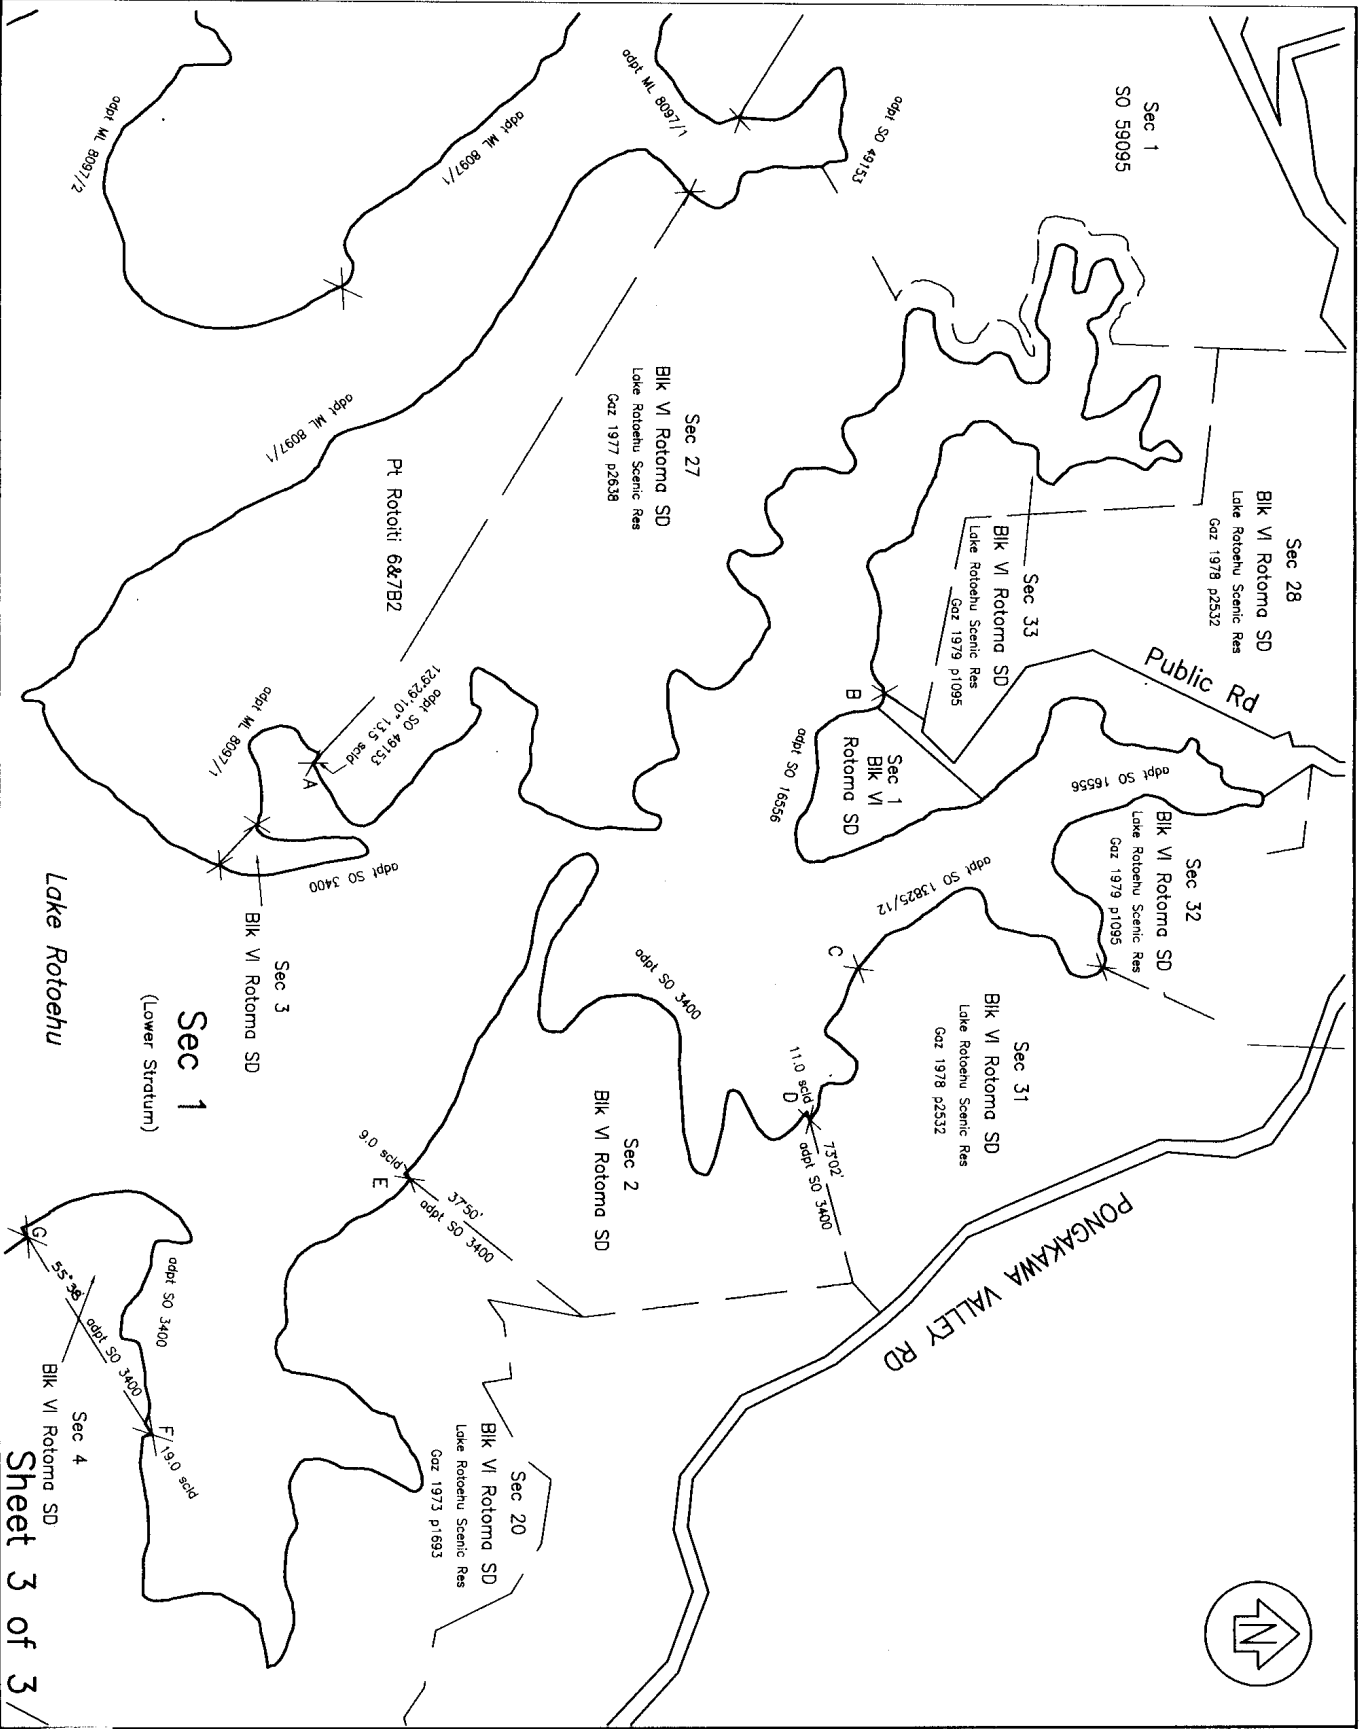 Sec 1
SO 59095
adpt SO 49153
adpt ML 8097/1
adpt ML 8097/1
adpt ML 8097/2
Sec 28
Blk VI Rotoma SD
Lake Rotoehu Scenic Res
Gaz 1978 p2532
Public Rd
Sec 33
Blk VI Rotoma SD
Lake Rotoehu Scenic Res
Gaz 1979 p1095
Sec 27
Blk VI Rotoma SD
Lake Rotoehu Scenic Res
Gaz 1977 p2638
adpt ML 8097/1
Pt Rotoiti 6&7B2
B
Sec 1
Blk VI
Rotoma SD
adpt SO 16556
adpt SO 16556
adpt SO 49153
129°29'10" 13.5 scld
A
adpt ML 8097/1
adpt SO 3400
Sec 32
Blk VI Rotoma SD
Lake Rotoehu Scenic Res
Gaz 1979 p1095
adpt SO 13825/12
C
Sec 31
Blk VI Rotoma SD
Lake Rotoehu Scenic Res
Gaz 1978 p2532
adpt SO 3400
11.0 scld
D
73°02'
adpt SO 3400
PONGAKAWA VALLEY RD
Sec 2
Blk VI Rotoma SD
Sec 3
Blk VI Rotoma SD
Lake Rotoehu
Sec 1
(Lower Stratum)
9.0 scld
E
37°50'
adpt SO 3400
Sec 20
Blk VI Rotoma SD
Lake Rotoehu Scenic Res
Gaz 1973 p1693
adpt SO 3400
G
55°38'
adpt SO 3400
F
19.0 scld
Sec 4
Blk VI Rotoma SD
N
Sheet 3 of 3